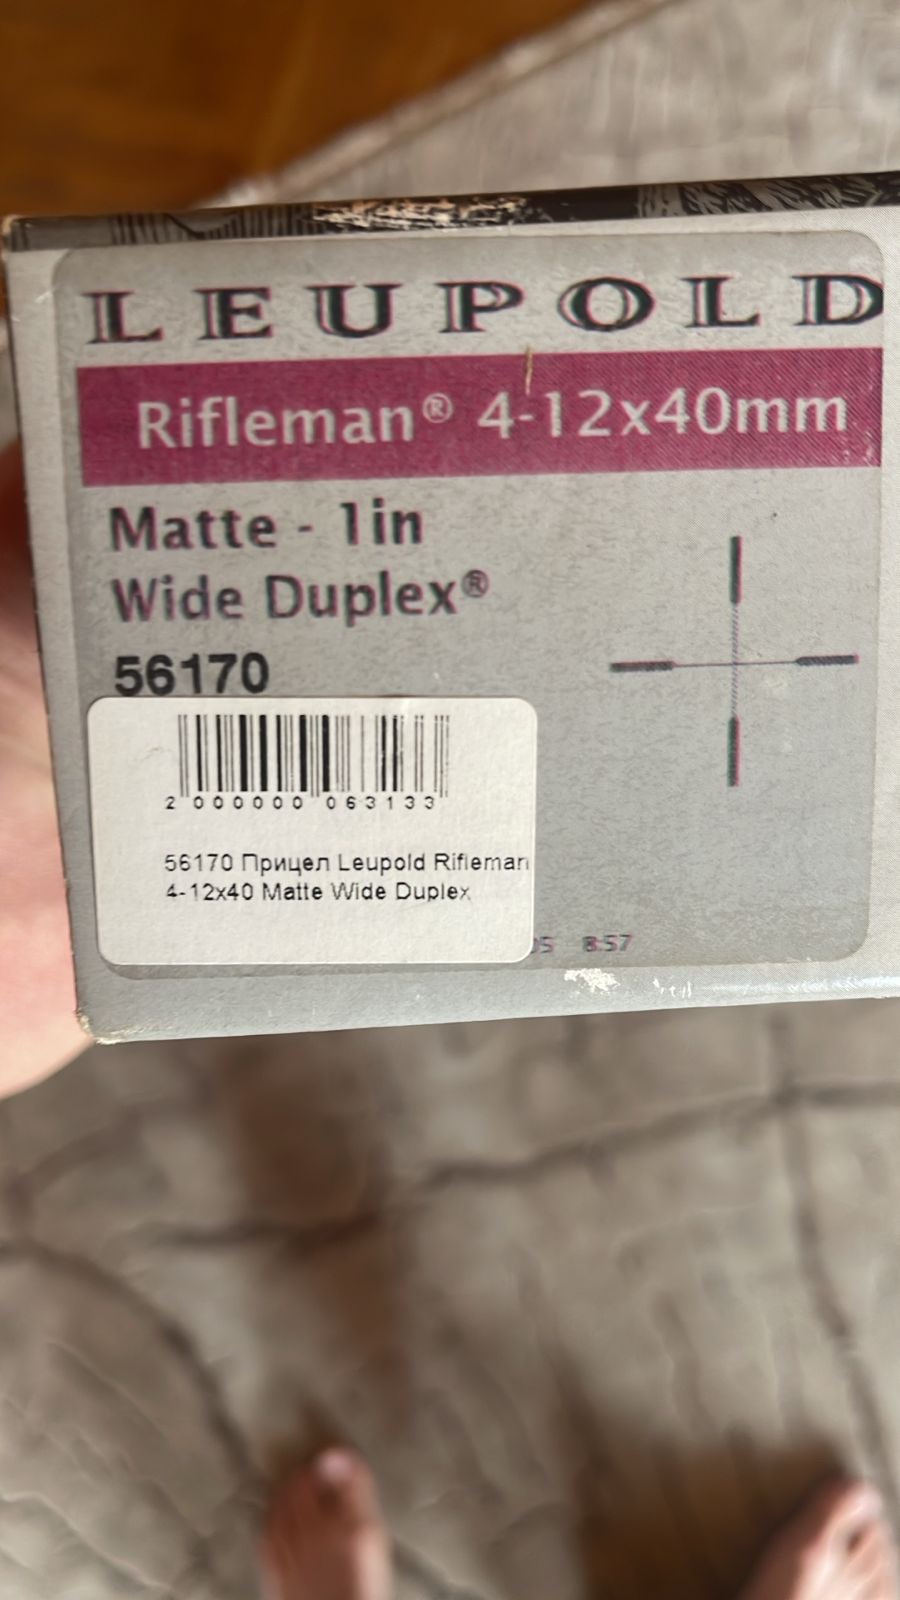 LEUPOLD
Rifleman® 4-12x40mm
Matte - 1in
Wide Duplex®
56170
2 000000 063133
56170 Прицел Leupold Rifleman
4-12x40 Matte Wide Duplex
05 8:57